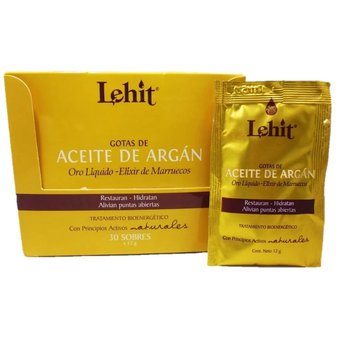 Lehit®
GOTAS DE
ACEITE DE ARGÁN
Oro Líquido-Elixir de Marruecos
Restauran - Hidratan
Alivian puntas abiertas
TRATAMIENTO BIOENERGÉTICO
Con Principios Activos naturales
30 SOBRES
Lehit®
GOTAS DE
ACEITE DE ARGÁN
Oro Líquido-Elixir de Marruecos
Restauran - Hidratan
Alivian puntas abiertas
TRATAMIENTO BIOENERGÉTICO
Con Principios Activos naturales
Cont. Neto 12 g